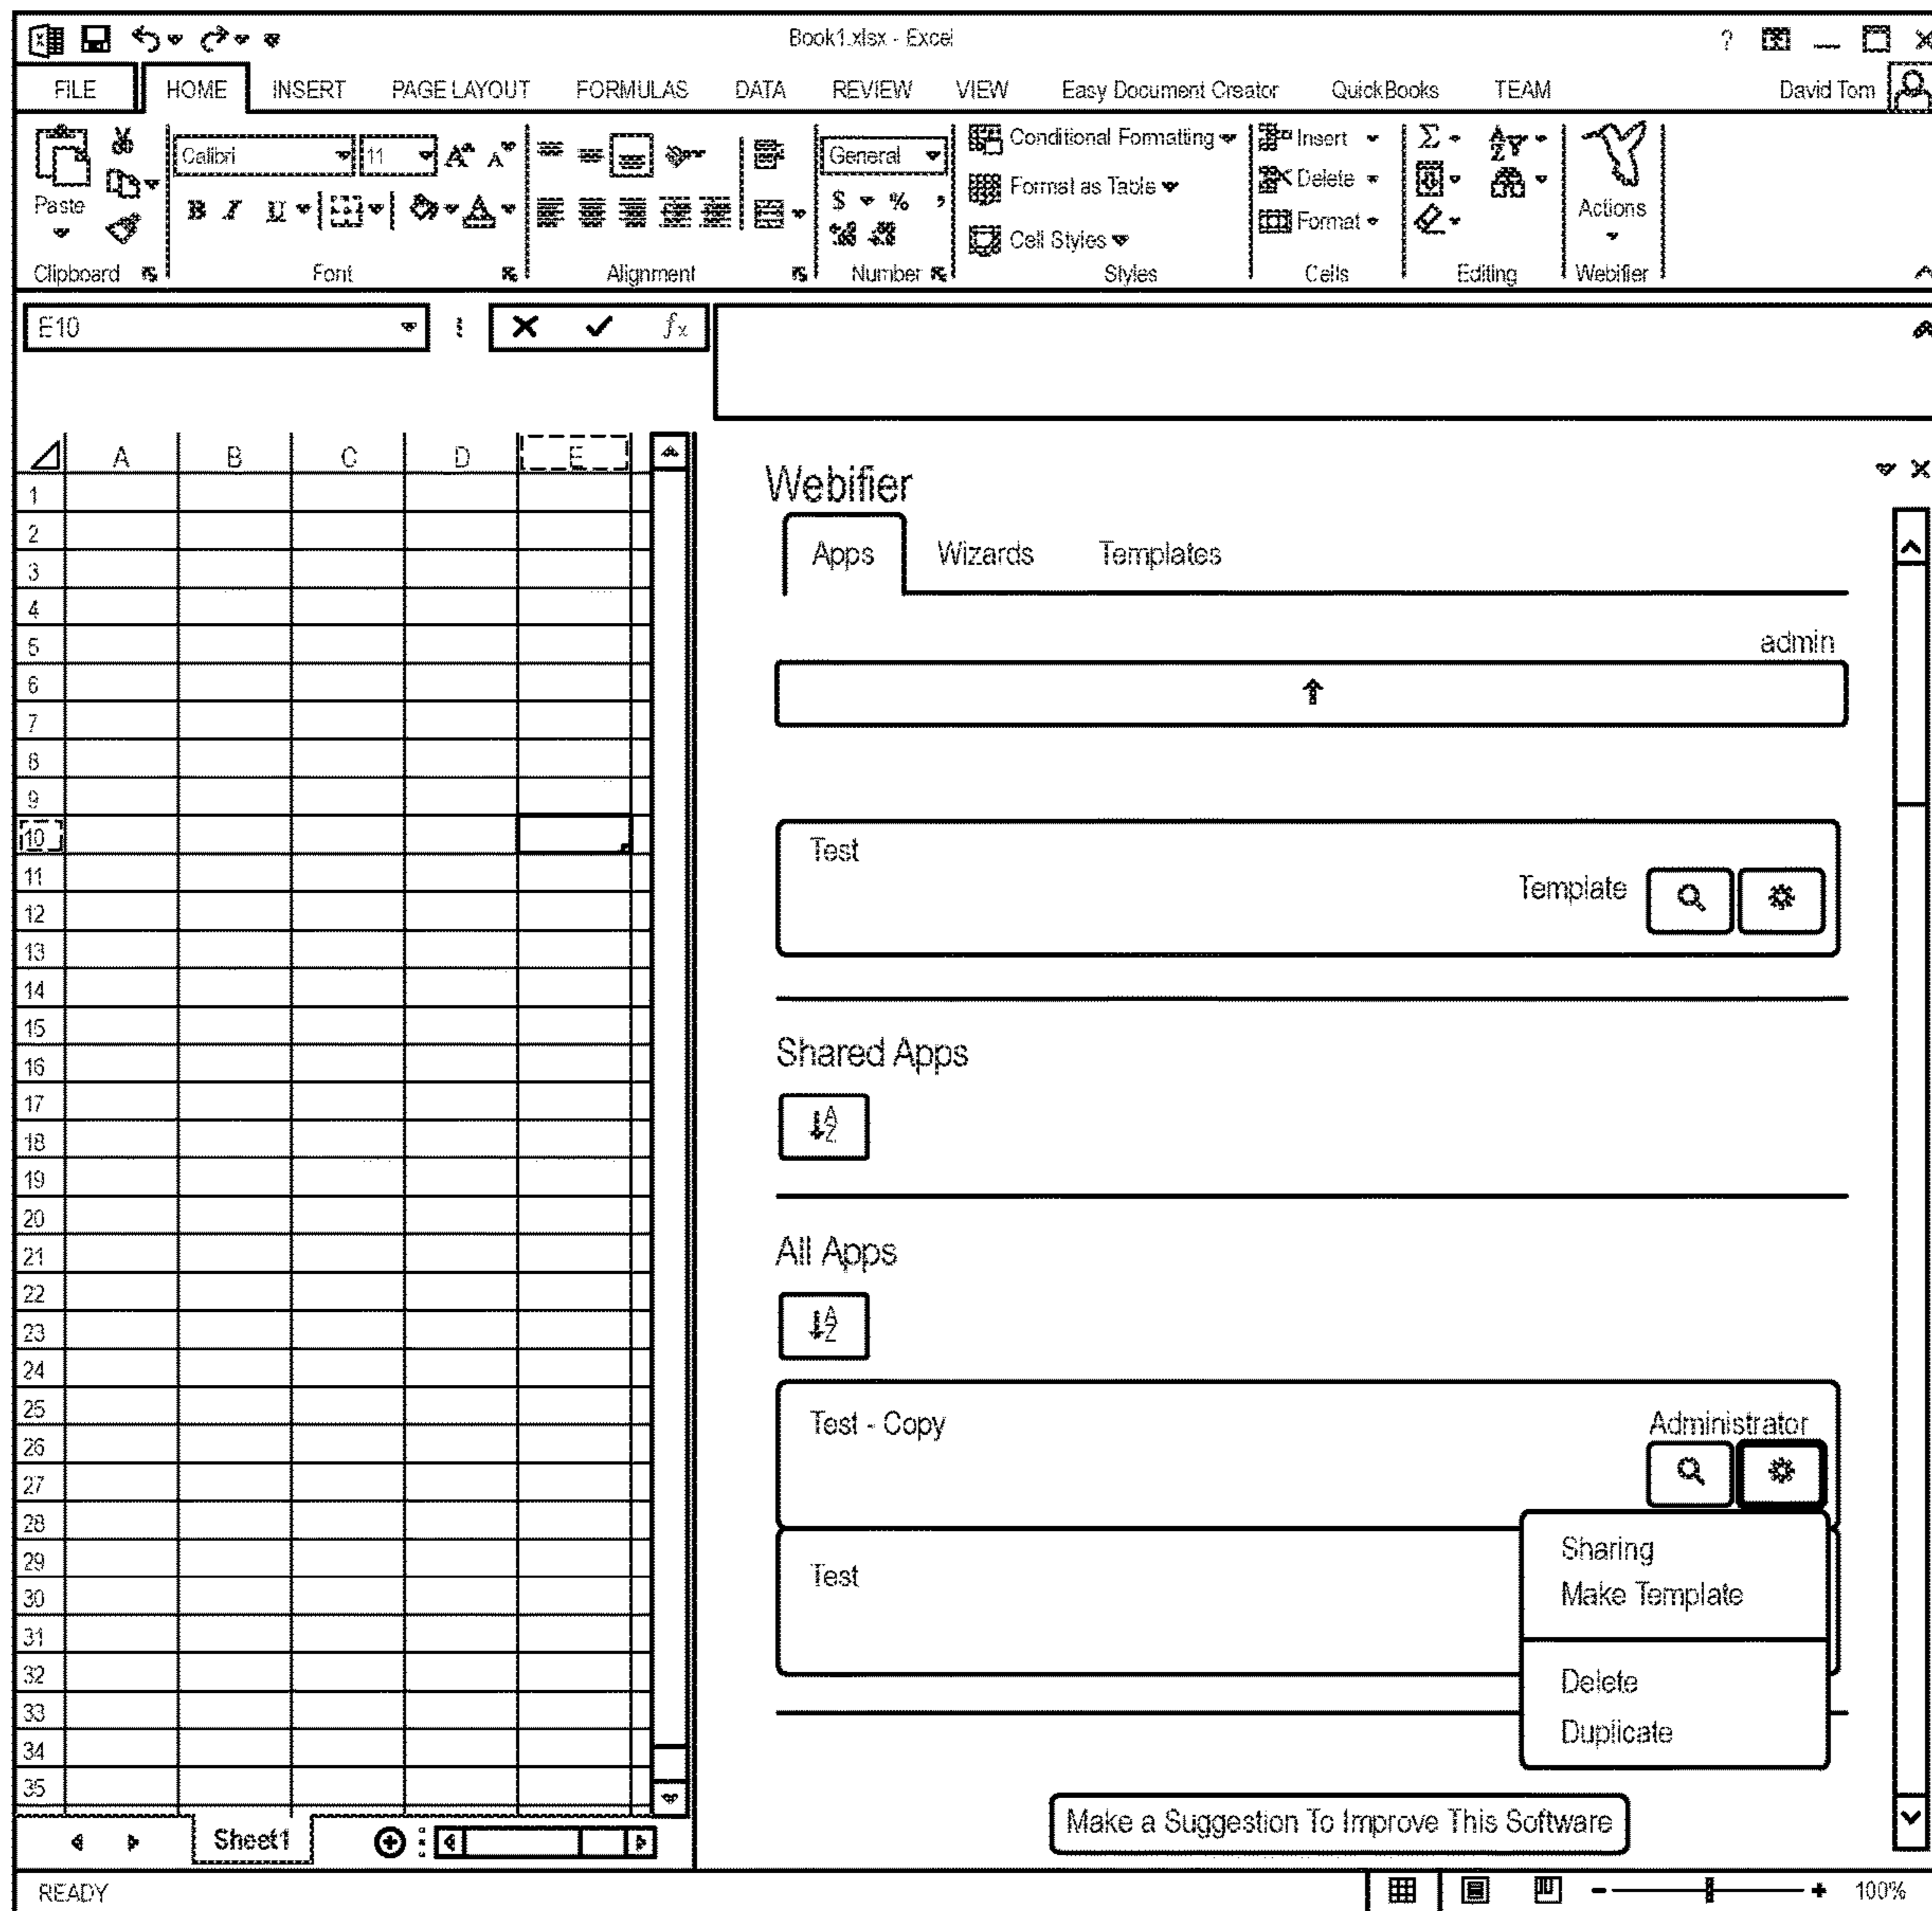 Book1.xlsx - Excel
?
FILE HOME INSERT PAGE LAYOUT FORMULAS DATA REVIEW VIEW Easy Document Creator QuickBooks TEAM David Tom
Calibri 11 General Conditional Formatting Insert
Paste B I U $ % , Format as Table Delete Actions
Cell Styles Format
Clipboard Font Alignment Number Styles Cells Editing Webifier
E10 fx
A B C D E
1
2
3
4
5
6
7
8
9
10
11
12
13
14
15
16
17
18
19
20
21
22
23
24
25
26
27
28
29
30
31
32
33
34
35
Sheet1
Webifier
Apps Wizards Templates
admin
Test
Template
Shared Apps
A
Z
All Apps
A
Z
Test - Copy Administrator
Test
Sharing
Make Template
Delete
Duplicate
Make a Suggestion To Improve This Software
READY 100%